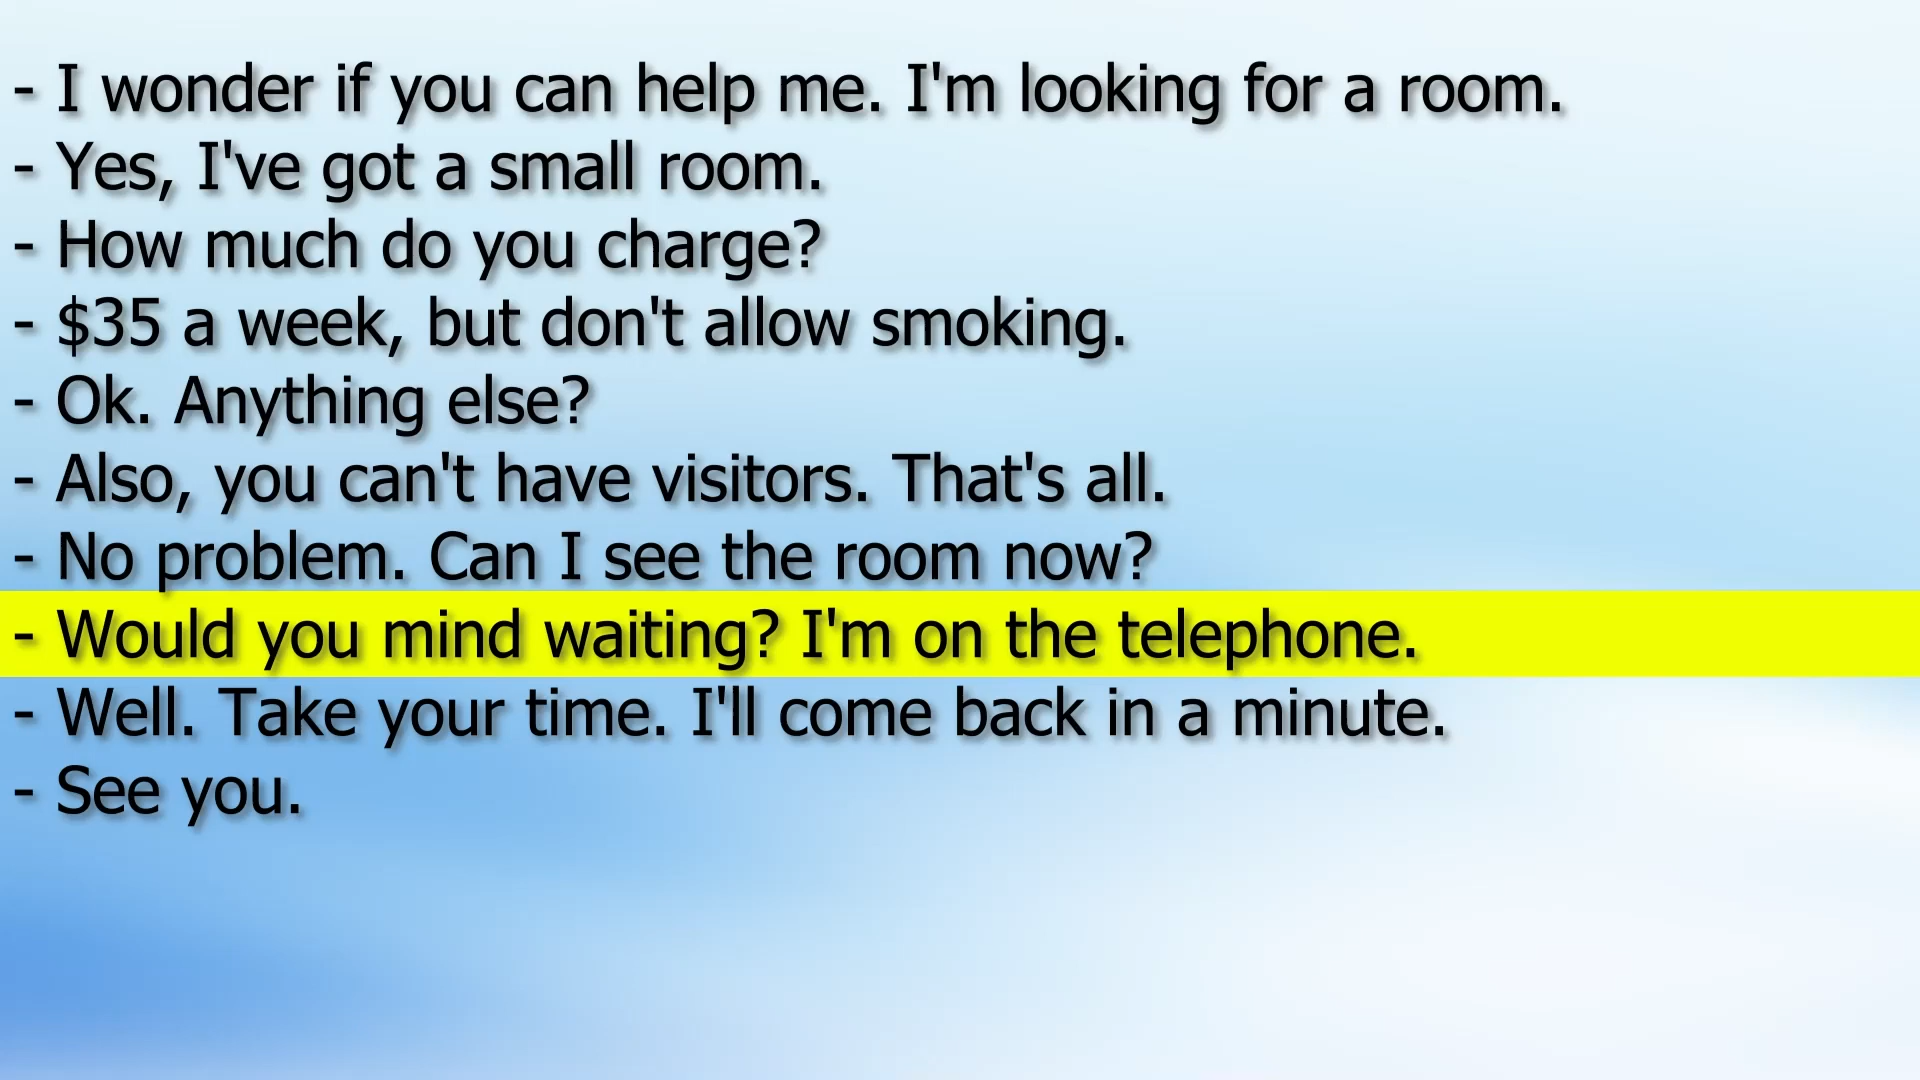 - I wonder if you can help me. I'm looking for a room.
- Yes, I've got a small room.
- How much do you charge?
- $35 a week, but don't allow smoking.
- Ok. Anything else?
- Also, you can't have visitors. That's all.
- No problem. Can I see the room now?
- Would you mind waiting? I'm on the telephone.
- Well. Take your time. I'll come back in a minute.
- See you.